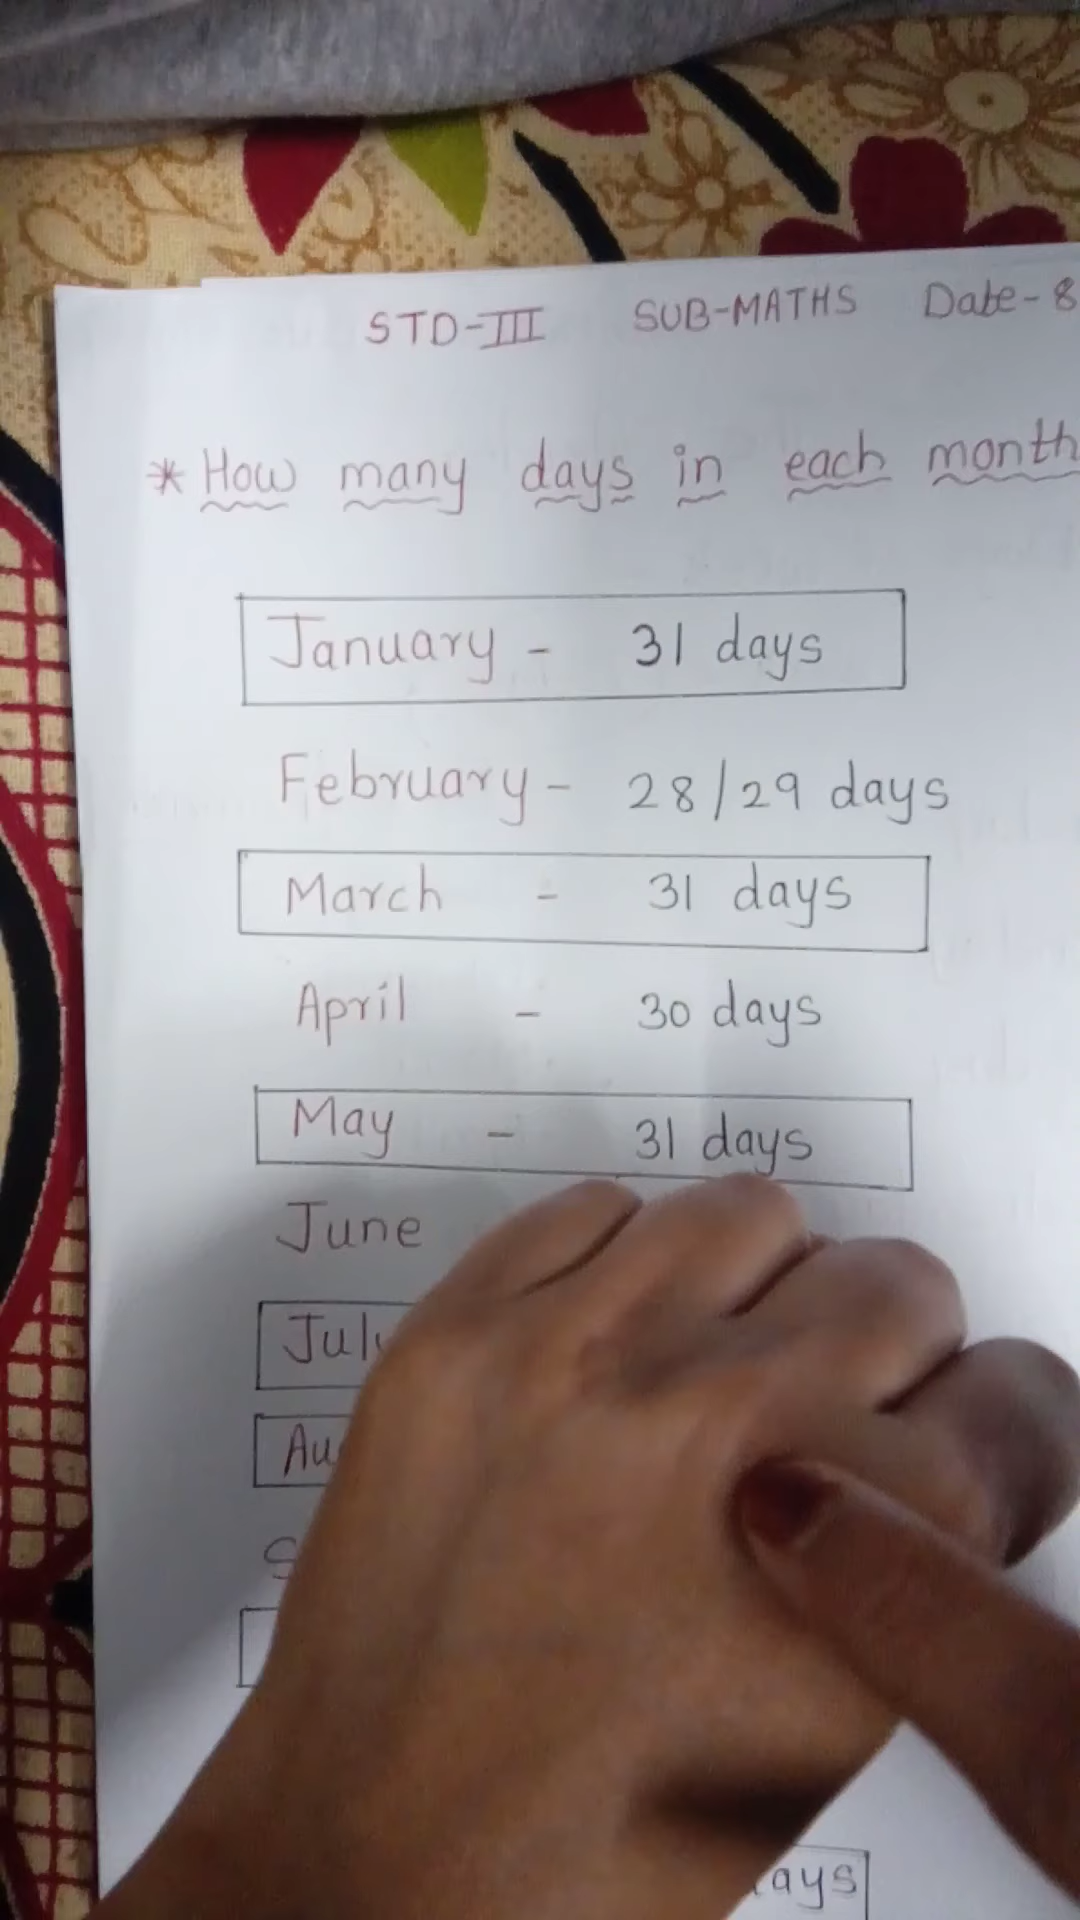 STD-III SUB-MATHS Date-8
* How many days in each month
January - 31 days
February - 28/29 days
March - 31 days
April - 30 days
May - 31 days
June